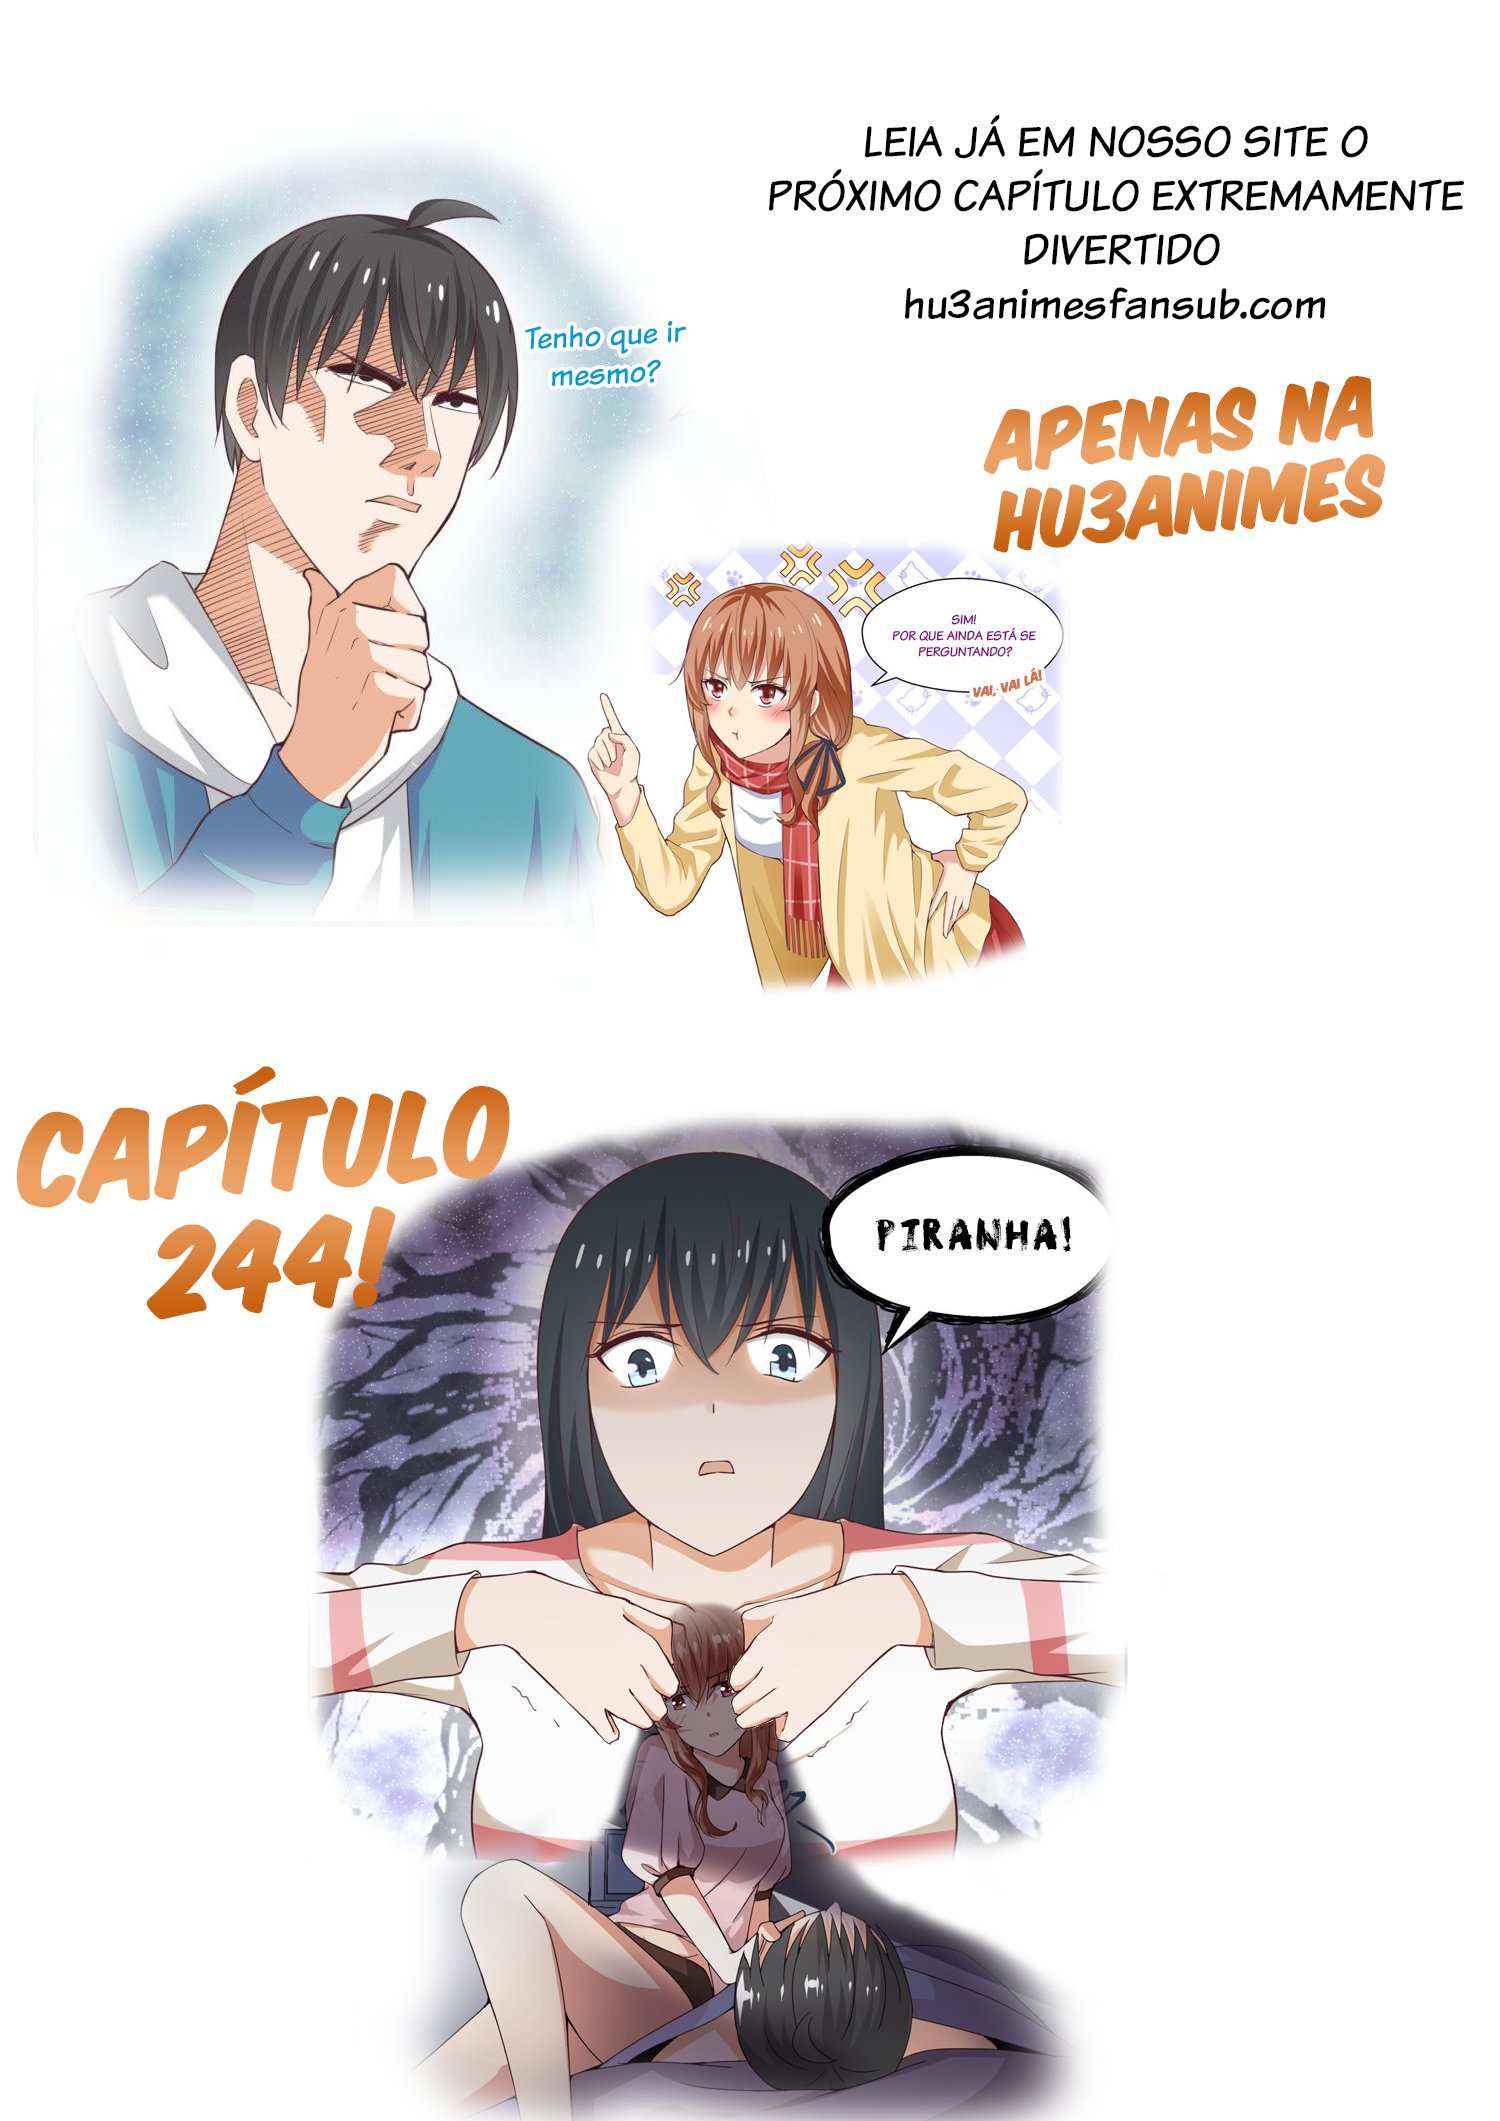 LEIA JÁ EM NOSSO SITE O
PRÓXIMO CAPÍTULO EXTREMAMENTE
DIVERTIDO
hu3animesfansub.com
Tenho que ir
mesmo?
APENAS NA
HU3ANIMES
SIM!
POR QUE AINDA ESTÁ SE
PERGUNTANDO?
VAI, VAI LÁ!
CAPÍTULO
244!
PIRANHA!